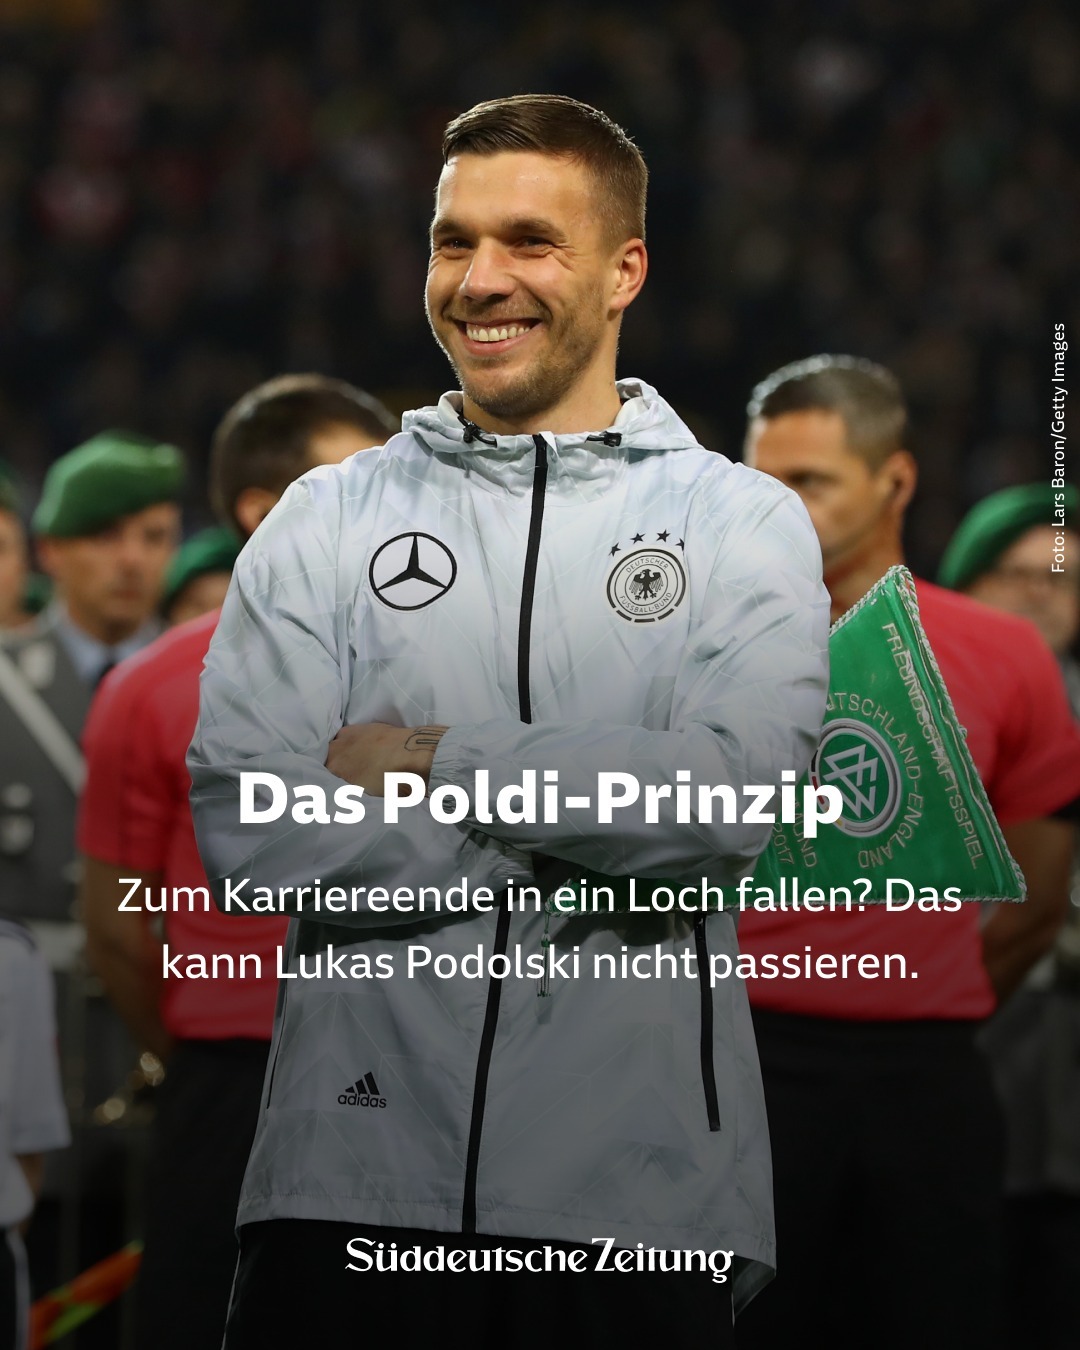 Foto: Lars Baron/Getty Images
DEUTSCHER
FUSSBALL-BUND
FREUNDSCHAFTSSPIEL
DEUTSCHLAND-ENGLAND
2017
Das Poldi-Prinzip
Zum Karriereende in ein Loch fallen? Das
kann Lukas Podolski nicht passieren.
adidas
Süddeutsche Zeitung